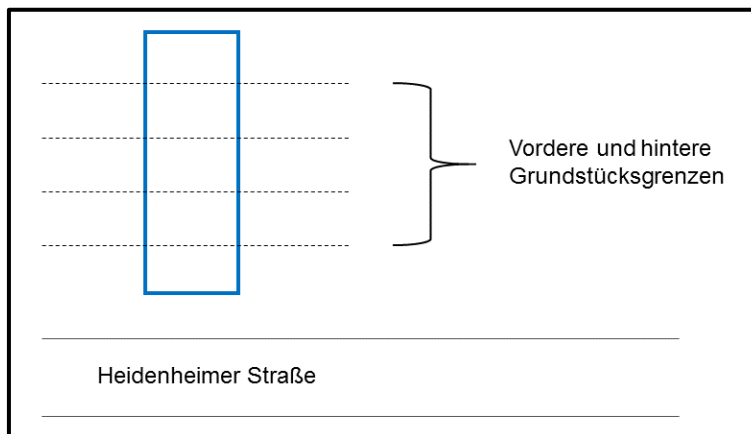 Vordere und hintere
Grundstücksgrenzen
Heidenheimer Straße